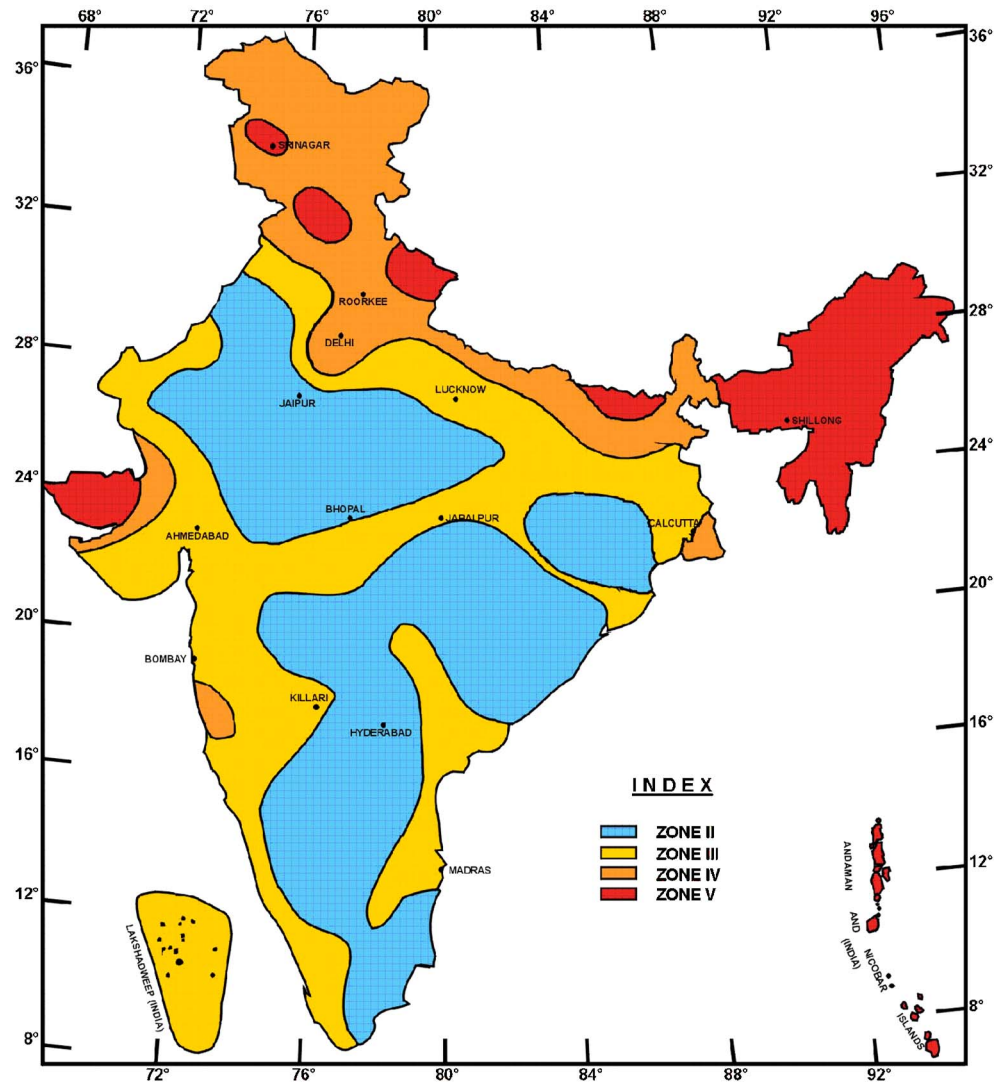 68° 72° 76° 80° 84° 88° 92° 96°
36° 36°
SRINAGAR
32° 32°
ROORKEE
28° 28°
DELHI
LUCKNOW
JAIPUR
SHILLONG
24° 24°
BHOPAL
JABALPUR
CALCUTTA
AHMEDABAD
20° 20°
BOMBAY
KILLARI
HYDERABAD
16° 16°
INDEX
ZONE II
ZONE III
ZONE IV
ZONE V
MADRAS
12° 12°
LAKSHADWEEP (INDIA)
ANDAMAN
AND
(INDIA)
NICOBAR
ISLANDS
8° 8°
72° 76° 80° 84° 88° 92°